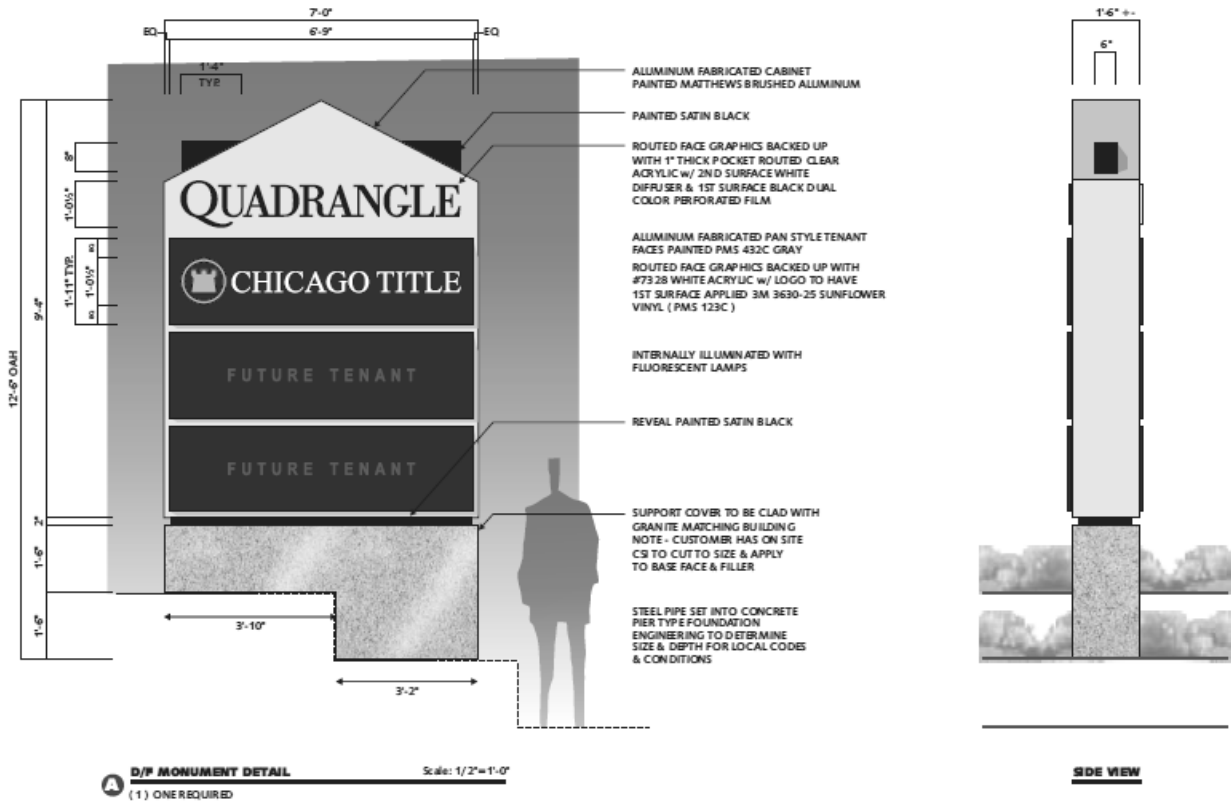 7'-0"
EQ 6'-9" EQ
1'-4"
TYP.
8"
1'-0½"
EQ
1'-11" TYP.
1'-0½"
EQ
9'-4"
12'-6" OAH
2"
1'-6"
1'-6"
QUADRANGLE
CHICAGO TITLE
FUTURE TENANT
FUTURE TENANT
3'-10"
3'-2"
ALUMINUM FABRICATED CABINET
PAINTED MATTHEWS BRUSHED ALUMINUM
PAINTED SATIN BLACK
ROUTED FACE GRAPHICS BACKED UP
WITH 1" THICK POCKET ROUTED CLEAR
ACRYLIC w/ 2ND SURFACE WHITE
DIFFUSER & 1ST SURFACE BLACK DUAL
COLOR PERFORATED FILM
ALUMINUM FABRICATED PAN STYLE TENANT
FACES PAINTED PMS 432C GRAY
ROUTED FACE GRAPHICS BACKED UP WITH
#7328 WHITE ACRYLIC w/ LOGO TO HAVE
1ST SURFACE APPLIED 3M 3630-25 SUNFLOWER
VINYL ( PMS 123C )
INTERNALLY ILLUMINATED WITH
FLUORESCENT LAMPS
REVEAL PAINTED SATIN BLACK
SUPPORT COVER TO BE CLAD WITH
GRANITE MATCHING BUILDING
NOTE - CUSTOMER HAS ON SITE
CSI TO CUT TO SIZE & APPLY
TO BASE FACE & FILLER
STEEL PIPE SET INTO CONCRETE
PIER TYPE FOUNDATION
ENGINEERING TO DETERMINE
SIZE & DEPTH FOR LOCAL CODES
& CONDITIONS
1'-6" +-
6"
A D/F MONUMENT DETAIL Scale: 1/2"=1'-0"
( 1 ) ONE REQUIRED
SIDE VIEW